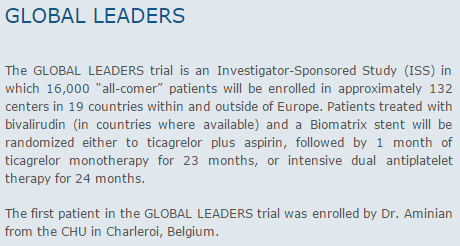 GLOBAL LEADERS
The GLOBAL LEADERS trial is an Investigator-Sponsored Study (ISS) in
which 16,000 “all-comer” patients will be enrolled in approximately 132
centers in 19 countries within and outside of Europe. Patients treated with
bivalirudin (in countries where available) and a Biomatrix stent will be
randomized either to ticagrelor plus aspirin, followed by 1 month of
ticagrelor monotherapy for 23 months, or intensive dual antiplatelet
therapy for 24 months.
The first patient in the GLOBAL LEADERS trial was enrolled by Dr. Aminian
from the CHU in Charleroi, Belgium.